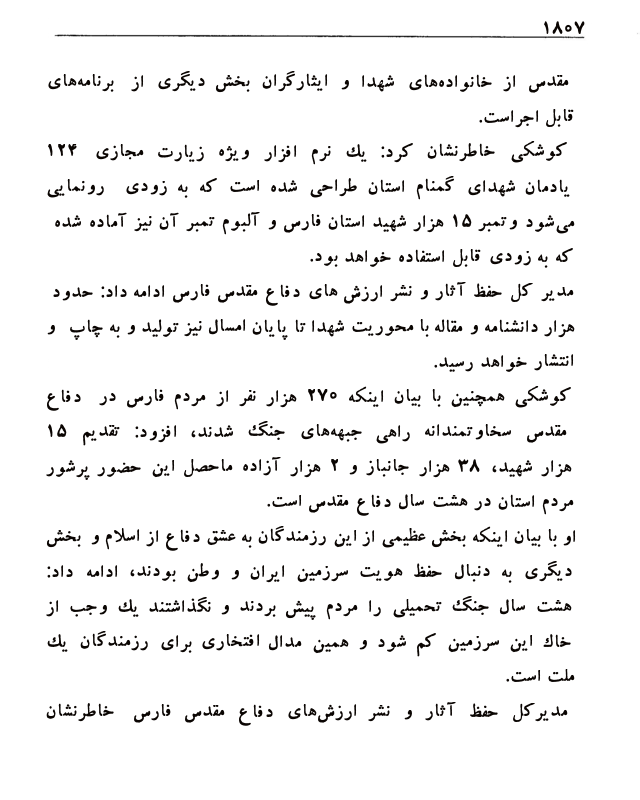 ۱۸۰۷
مقدس از خانواده‌های شهدا و ایثارگران بخش دیگری از برنامه‌های
قابل اجراست.
کوشکی خاطرنشان کرد: یك نرم افزار ویژه زیارت مجازی ۱۲۴
یادمان شهدای گمنام استان طراحی شده است که به زودی رونمایی
می‌شود و تمبر ۱۵ هزار شهید استان فارس و آلبوم تمبر آن نیز آماده شده
که به زودی قابل استفاده خواهد بود.
مدیر کل حفظ آثار و نشر ارزش های دفاع مقدس فارس ادامه داد: حدود
هزار دانشنامه و مقاله با محوریت شهدا تا پایان امسال نیز تولید و به چاپ و
انتشار خواهد رسید.
کوشکی همچنین با بیان اینکه ۲۷۰ هزار نفر از مردم فارس در دفاع
مقدس سخاوتمندانه راهی جبهه‌های جنگ شدند، افزود: تقدیم ۱۵
هزار شهید، ۳۸ هزار جانباز و ۲ هزار آزاده ماحصل این حضور پرشور
مردم استان در هشت سال دفاع مقدس است.
او با بیان اینکه بخش عظیمی از این رزمندگان به عشق دفاع از اسلام و بخش
دیگری به دنبال حفظ هویت سرزمین ایران و وطن بودند، ادامه داد:
هشت سال جنگ تحمیلی را مردم پیش بردند و نگذاشتند یك وجب از
خاك این سرزمین کم شود و همین مدال افتخاری برای رزمندگان یك
ملت است.
مدیرکل حفظ آثار و نشر ارزش‌های دفاع مقدس فارس خاطرنشان